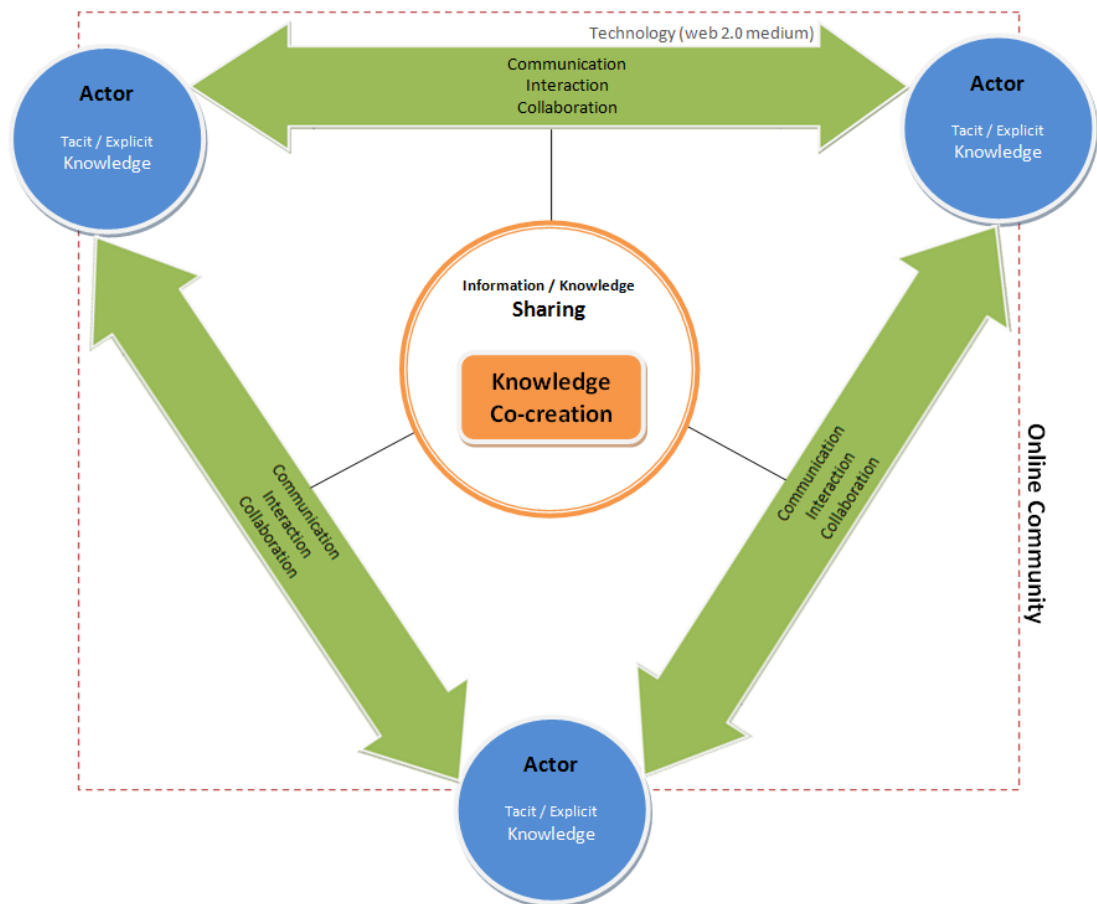 Technology (web 2.0 medium)
Communication
Interaction
Collaboration
Actor
Tacit / Explicit
Knowledge
Actor
Tacit / Explicit
Knowledge
Information / Knowledge
Sharing
Knowledge
Co-creation
Communication
Interaction
Collaboration
Communication
Interaction
Collaboration
Online Community
Actor
Tacit / Explicit
Knowledge